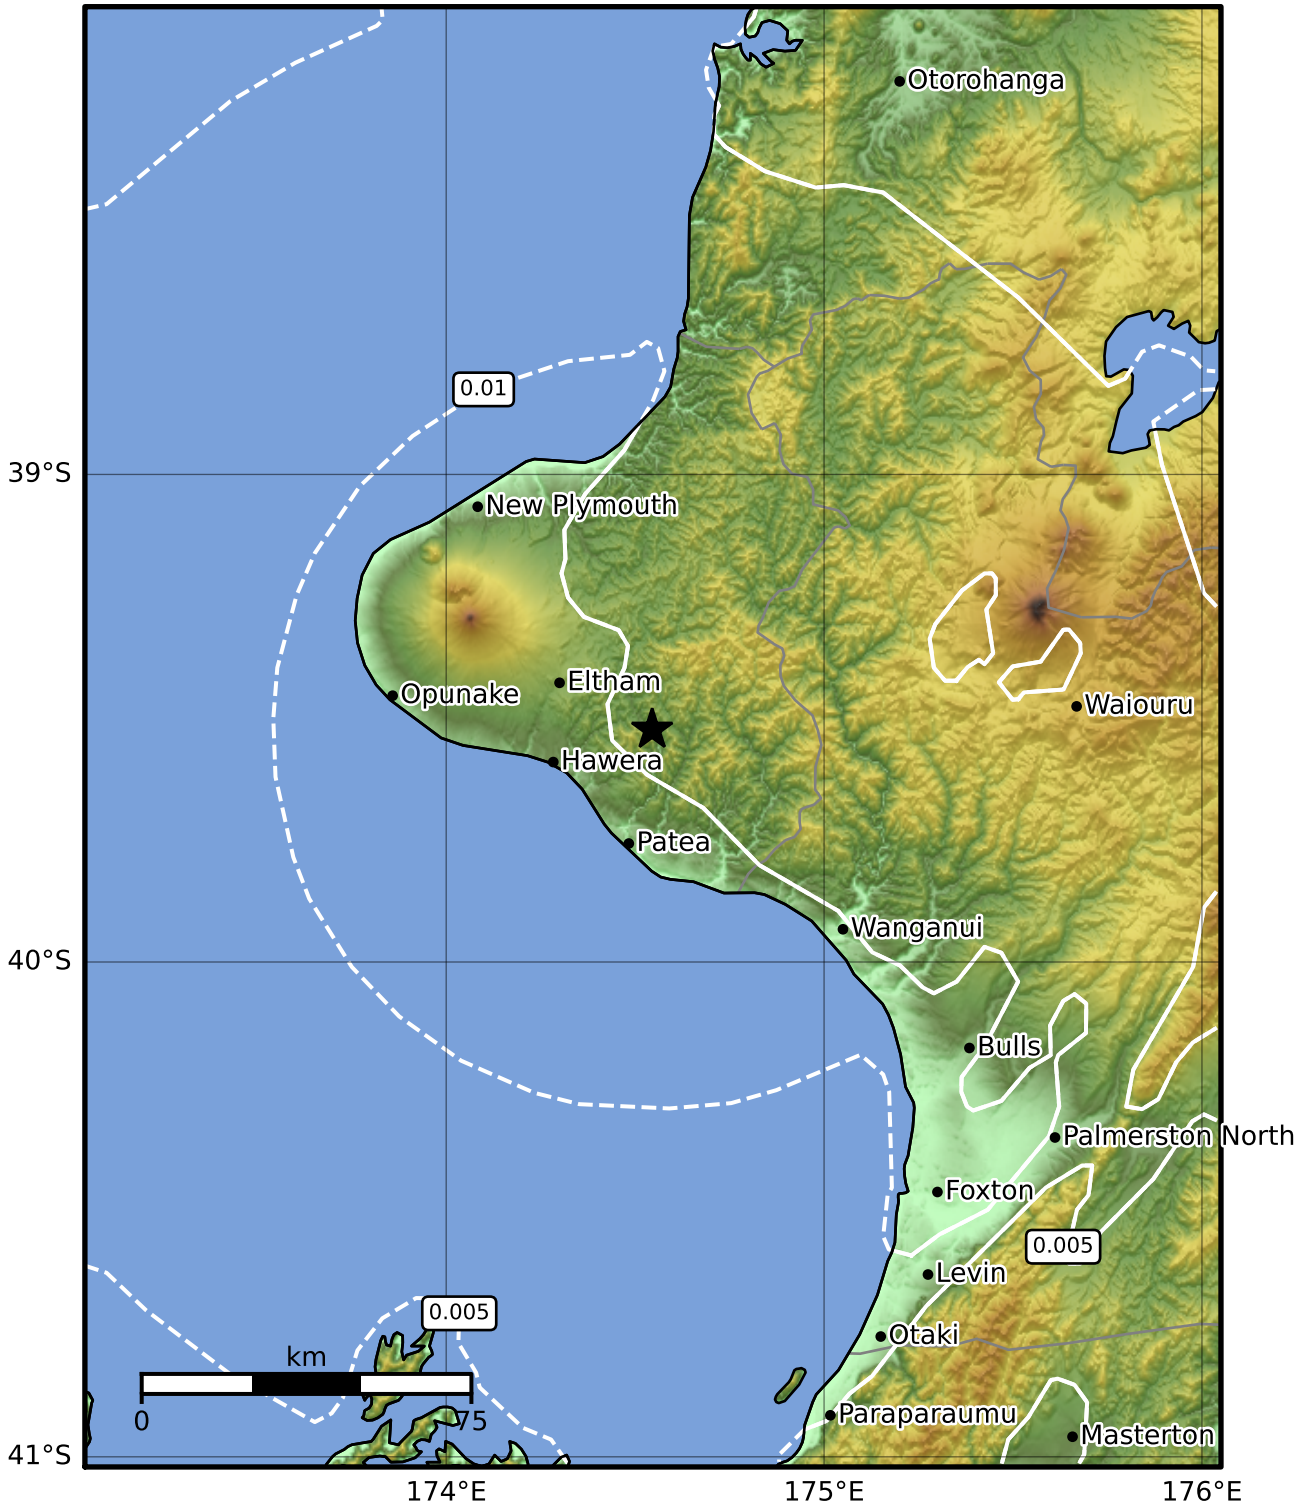 Otorohanga
0.01
39°S
New Plymouth
Eltham
Opunake
Waiouru
Hawera
Patea
Wanganui
40°S
Bulls
Palmerston North
Foxton
0.005
Levin
0.005
Otaki
km
0
75
Paraparaumu
Masterton
41°S
174°E
175°E
176°E